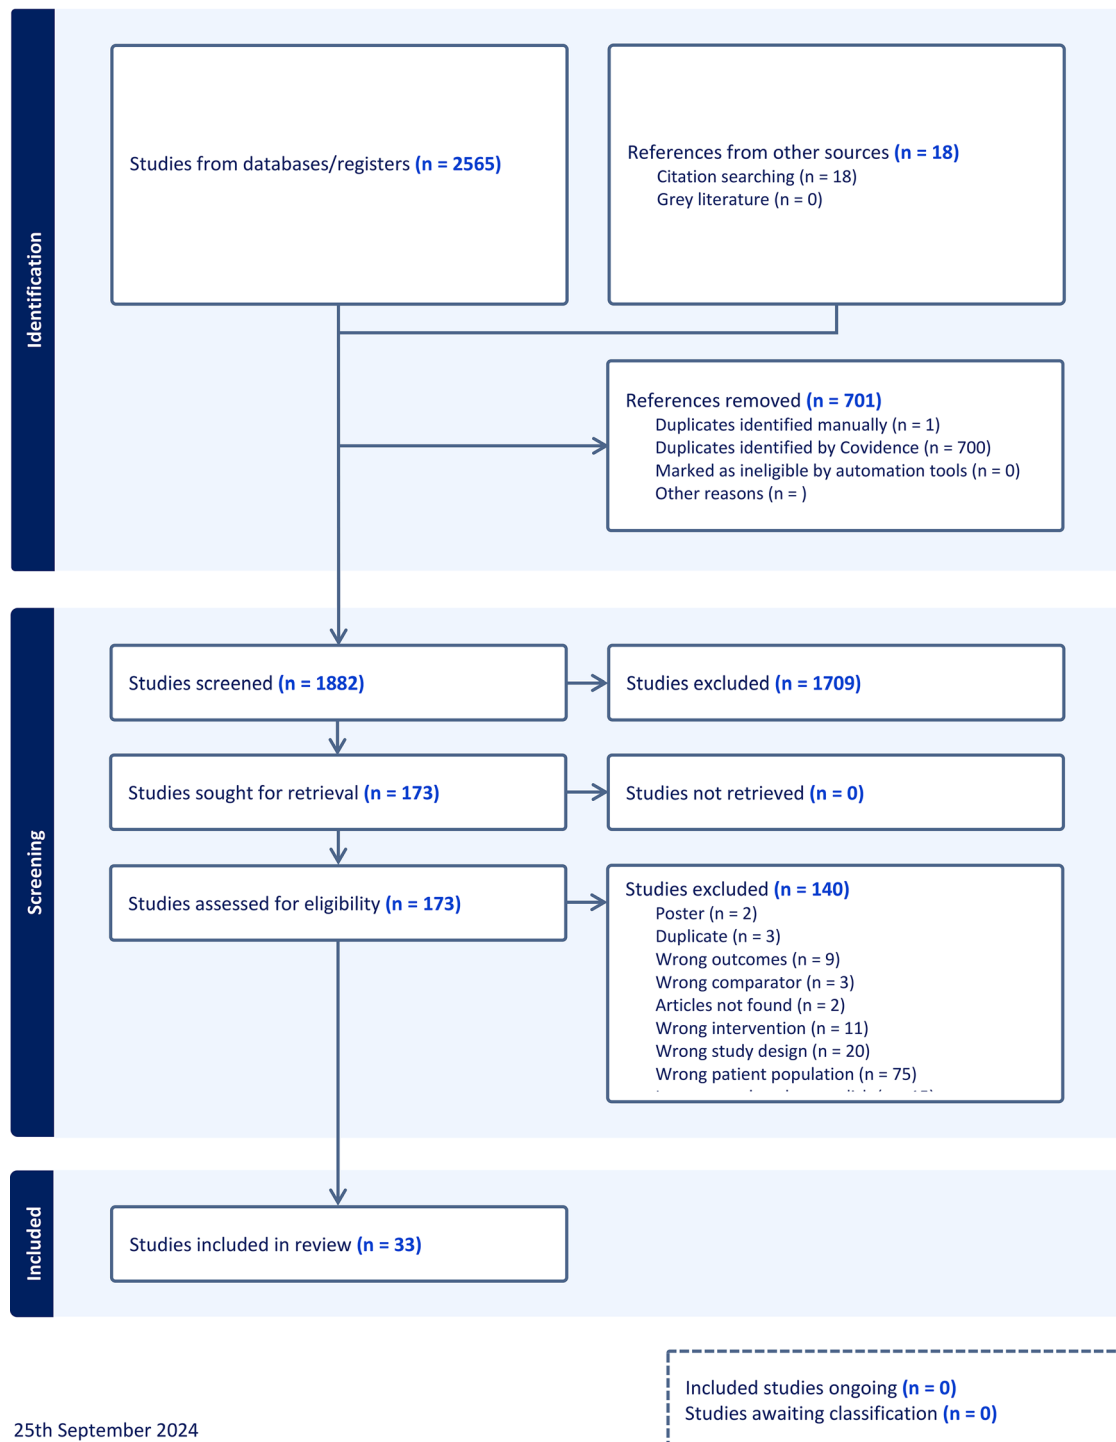 Identification
Studies from databases/registers (n = 2565)
References from other sources (n = 18)
Citation searching (n = 18)
Grey literature (n = 0)
References removed (n = 701)
Duplicates identified manually (n = 1)
Duplicates identified by Covidence (n = 700)
Marked as ineligible by automation tools (n = 0)
Other reasons (n = )
Screening
Studies screened (n = 1882)
Studies excluded (n = 1709)
Studies sought for retrieval (n = 173)
Studies not retrieved (n = 0)
Studies assessed for eligibility (n = 173)
Studies excluded (n = 140)
Poster (n = 2)
Duplicate (n = 3)
Wrong outcomes (n = 9)
Wrong comparator (n = 3)
Articles not found (n = 2)
Wrong intervention (n = 11)
Wrong study design (n = 20)
Wrong patient population (n = 75)
Included
Studies included in review (n = 33)
Included studies ongoing (n = 0)
Studies awaiting classification (n = 0)
25th September 2024